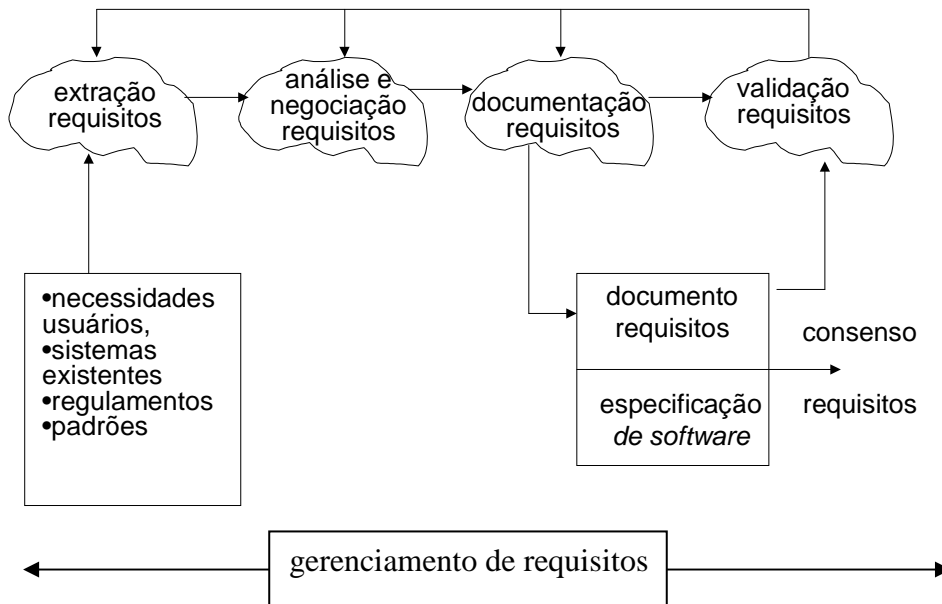 extração
requisitos
análise e
negociação
requisitos
documentação
requisitos
validação
requisitos
•necessidades
usuários,
•sistemas
existentes
•regulamentos
•padrões
documento
requisitos
especificação
de software
consenso
requisitos
gerenciamento de requisitos